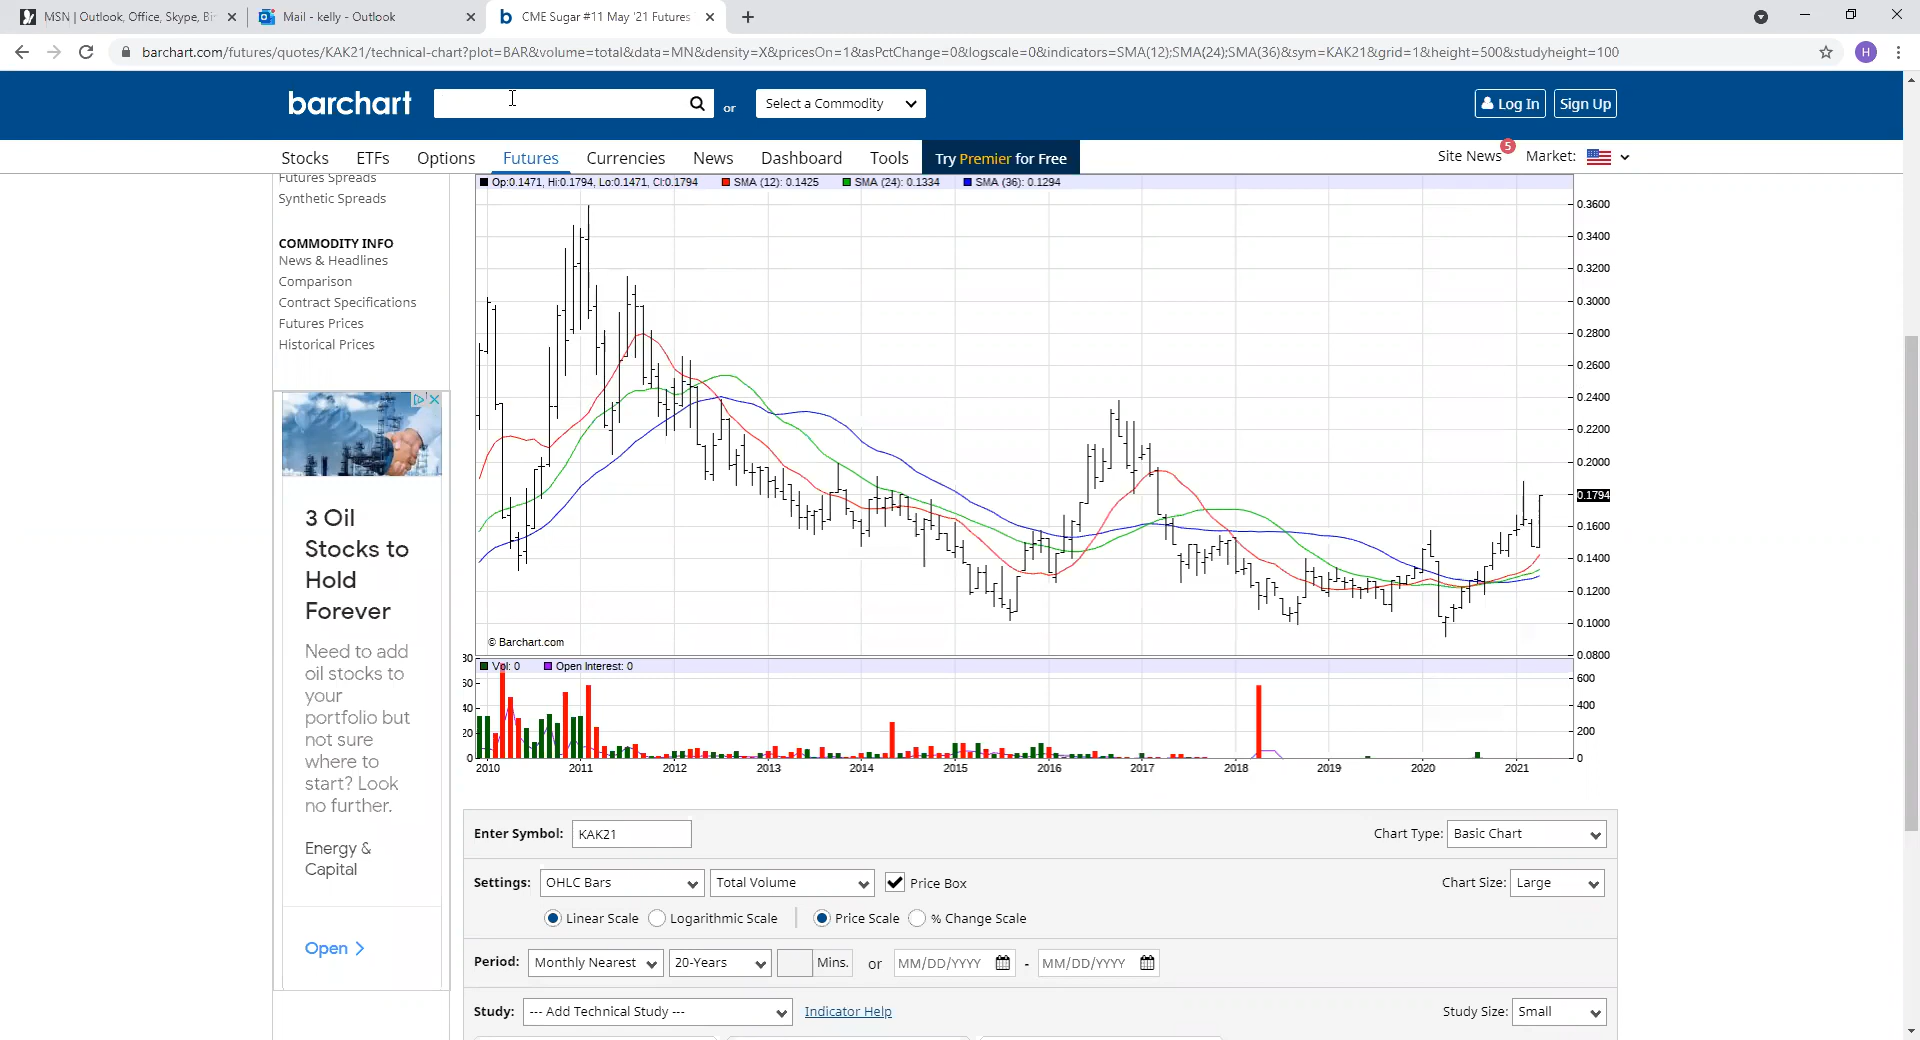 MSN | Outlook, Office, Skype, Bi
Mail - kelly - Outlook
CME Sugar #11 May '21 Futures
barchart.com/futures/quotes/KAK21/technical-chart?plot=BAR&volume=total&data=MN&density=X&pricesOn=1&asPctChange=0&logscale=0&indicators=SMA(12);SMA(24);SMA(36)&sym=KAK21&grid=1&height=500&studyheight=100
H
barchart
or
Select a Commodity
Log In
Sign Up
Stocks
ETFs
Options
Futures
Currencies
News
Dashboard
Tools
Try Premier for Free
Site News
5
Market:
Futures Spreads
Synthetic Spreads
COMMODITY INFO
News & Headlines
Comparison
Contract Specifications
Futures Prices
Historical Prices
3 Oil
Stocks to
Hold
Forever
Need to add
oil stocks to
your
portfolio but
not sure
where to
start? Look
no further.
Energy &
Capital
Open >
Op:0.1471, Hi:0.1794, Lo:0.1471, Cl:0.1794
SMA (12): 0.1425
SMA (24): 0.1334
SMA (36): 0.1294
0.3600
0.3400
0.3200
0.3000
0.2800
0.2600
0.2400
0.2200
0.2000
0.1794
0.1600
0.1400
0.1200
0.1000
0.0800
© Barchart.com
Vol: 0
Open Interest: 0
80
60
40
20
0
600
400
200
0
2010
2011
2012
2013
2014
2015
2016
2017
2018
2019
2020
2021
Enter Symbol:
KAK21
Chart Type:
Basic Chart
Settings:
OHLC Bars
Total Volume
Price Box
Chart Size:
Large
Linear Scale
Logarithmic Scale
Price Scale
% Change Scale
Period:
Monthly Nearest
20-Years
Mins.
or
MM/DD/YYYY
-
MM/DD/YYYY
Study:
--- Add Technical Study ---
Indicator Help
Study Size:
Small